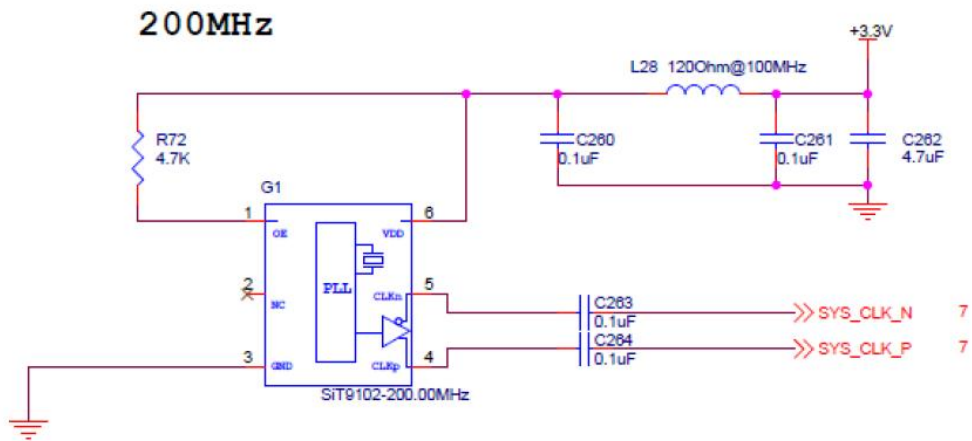 200MHz
+3.3V
L28 120Ohm@100MHz
R72
4.7K
C260
0.1uF
C261
0.1uF
C262
4.7uF
G1
1
6
OE
VDD
2
5
NC
PLL
CLKn
C263
0.1uF
SYS_CLK_N 7
3
4
GND
CLKp
C264
0.1uF
SYS_CLK_P 7
SiT9102-200.00MHz